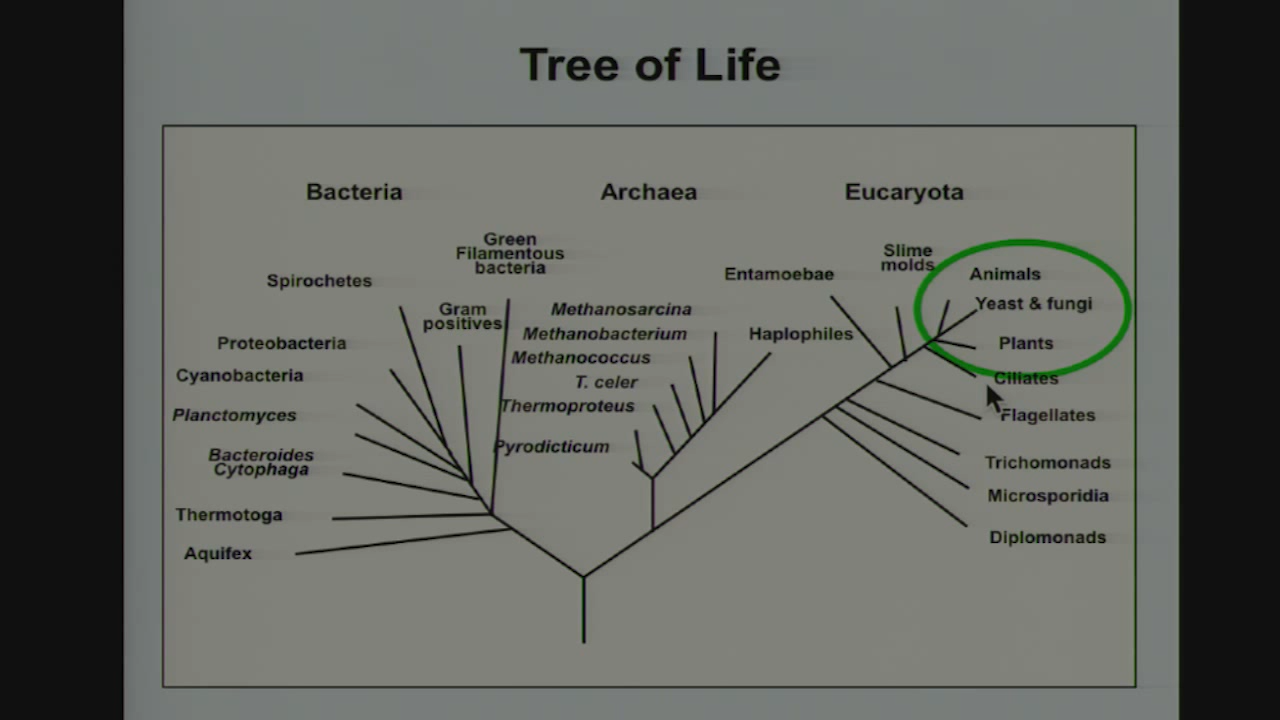 Tree of Life
Bacteria
Archaea
Eucaryota
Green
Filamentous
bacteria
Spirochetes
Gram
positives
Proteobacteria
Cyanobacteria
Planctomyces
Bacteroides
Cytophaga
Thermotoga
Aquifex
Methanosarcina
Methanobacterium
Methanococcus
T. celer
Thermoproteus
Pyrodicticum
Haplophiles
Entamoebae
Slime
molds
Animals
Yeast & fungi
Plants
Ciliates
Flagellates
Trichomonads
Microsporidia
Diplomonads